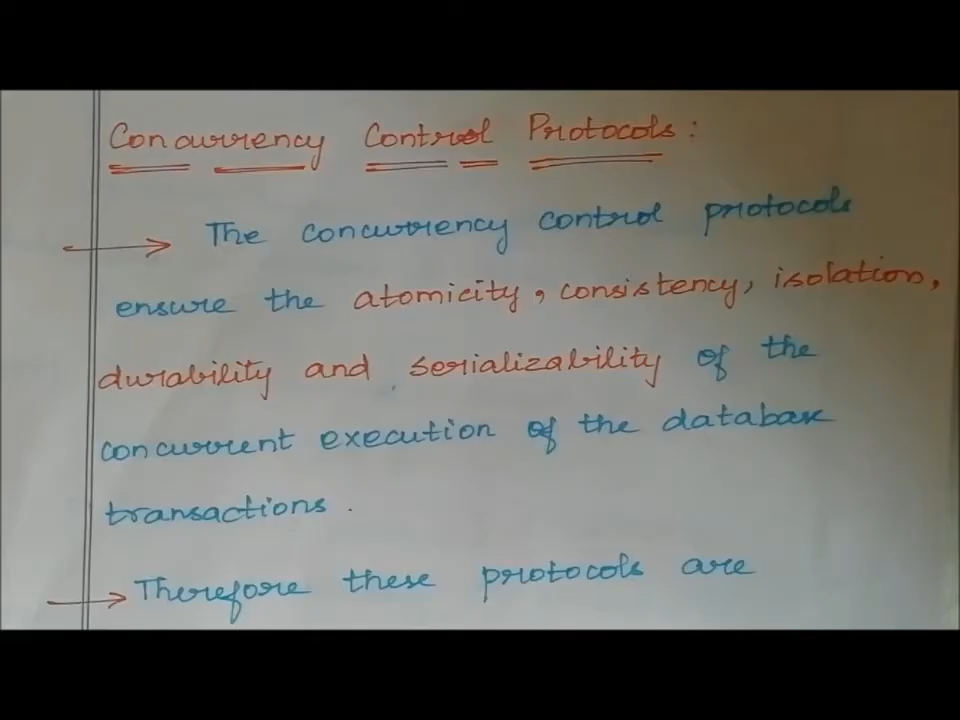 Concurrency Control Protocols:
The concurrency control protocols
ensure the atomicity, consistency, isolation,
durability and serializability of the
concurrent execution of the database
transactions.
Therefore these protocols are